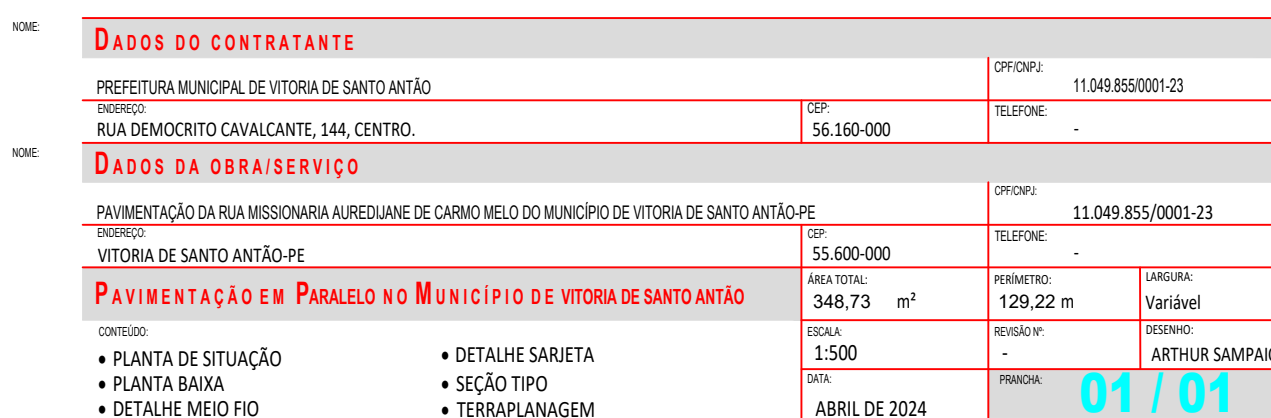 NOME:
DADOS DO CONTRATANTE
PREFEITURA MUNICIPAL DE VITORIA DE SANTO ANTÃO
CPF/CNPJ:
11.049.855/0001-23
ENDEREÇO:
RUA DEMOCRITO CAVALCANTE, 144, CENTRO.
CEP:
56.160-000
TELEFONE:
-
NOME:
DADOS DA OBRA/SERVIÇO
PAVIMENTAÇÃO DA RUA MISSIONARIA AUREDIJANE DE CARMO MELO DO MUNICÍPIO DE VITORIA DE SANTO ANTÃO-PE
CPF/CNPJ:
11.049.855/0001-23
ENDEREÇO:
VITORIA DE SANTO ANTÃO-PE
CEP:
55.600-000
TELEFONE:
-
PAVIMENTAÇÃO EM PARALELO NO MUNICÍPIO DE VITORIA DE SANTO ANTÃO
ÁREA TOTAL:
348,73 m²
PERÍMETRO:
129,22 m
LARGURA:
Variável
CONTEÚDO:
• PLANTA DE SITUAÇÃO
• PLANTA BAIXA
• DETALHE MEIO FIO
• DETALHE SARJETA
• SEÇÃO TIPO
• TERRAPLANAGEM
ESCALA:
1:500
REVISÃO Nº:
-
DESENHO:
ARTHUR SAMPAIO
DATA:
ABRIL DE 2024
PRANCHA:
01 / 01